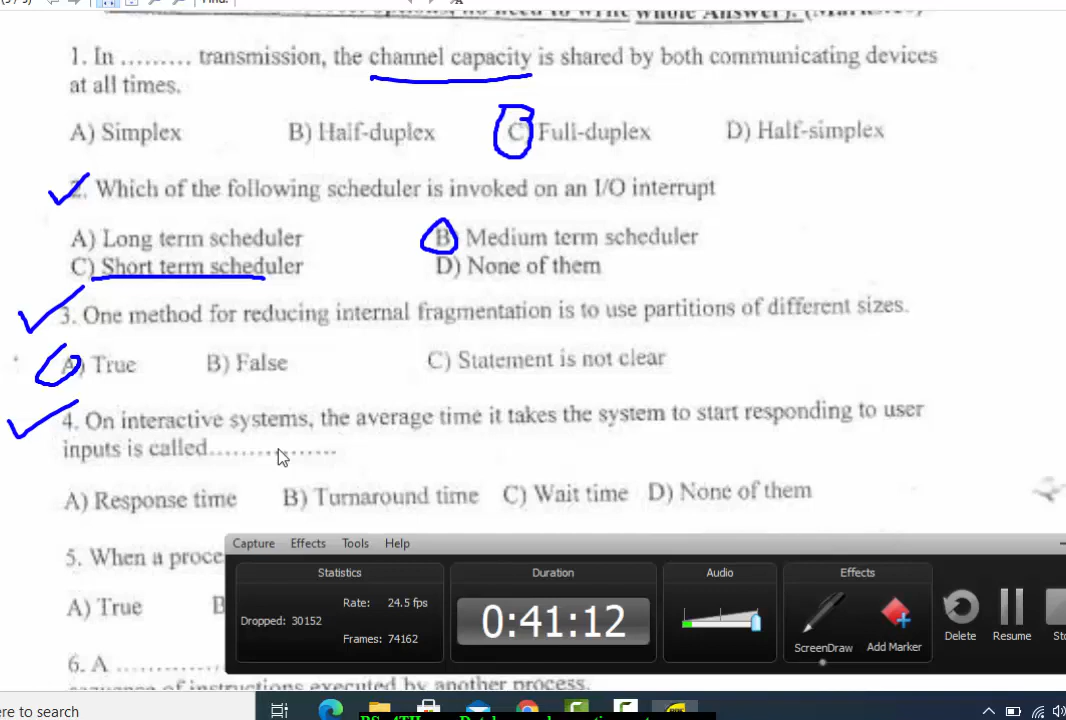 Find:
whole Answer). (Marks
1. In ......... transmission, the channel capacity is shared by both communicating devices
at all times.
A) Simplex B) Half-duplex C) Full-duplex D) Half-simplex
2. Which of the following scheduler is invoked on an I/O interrupt
A) Long term scheduler B) Medium term scheduler
C) Short term scheduler D) None of them
3. One method for reducing internal fragmentation is to use partitions of different sizes.
A) True B) False C) Statement is not clear
4. On interactive systems, the average time it takes the system to start responding to user
inputs is called................
A) Response time B) Turnaround time C) Wait time D) None of them
5. When a proce
A) True B
6. A .............
sequence of instructions executed by another process.
Capture Effects Tools Help
Statistics Duration Audio Effects
Rate: 24.5 fps
Dropped: 30152
Frames: 74162
0:41:12
ScreenDraw Add Marker Delete Resume Sto
ere to search